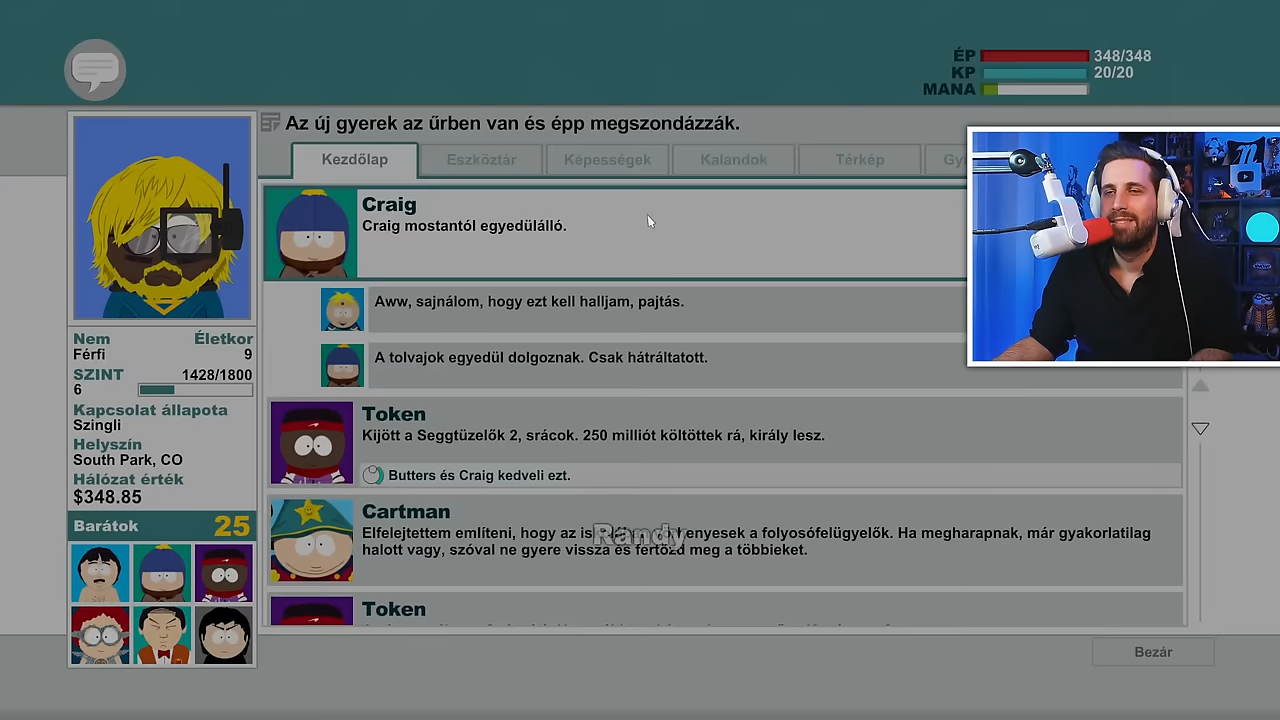 ÉP 348/348
KP 20/20
MANA
Az új gyerek az űrben van és épp megszondázzák.
Kezdőlap Eszköztár Képességek Kalandok Térkép Gy
Craig
Craig mostantól egyedülálló.
Aww, sajnálom, hogy ezt kell halljam, pajtás.
A tolvajok egyedül dolgoznak. Csak hátráltatott.
Token
Kijött a Seggtüzelők 2, srácok. 250 milliót költöttek rá, király lesz.
Butters és Craig kedveli ezt.
Cartman
Elfelejtettem említeni, hogy az is Randy enyesek a folyosófelügyelők. Ha megharapnak, már gyakorlatilag
halott vagy, szóval ne gyere vissza és fertőzd meg a többieket.
Token
Nem Életkor
Férfi 9
SZINT 1428/1800
6
Kapcsolat állapota
Szingli
Helyszín
South Park, CO
Hálózat érték
$348.85
Barátok 25
Bezár